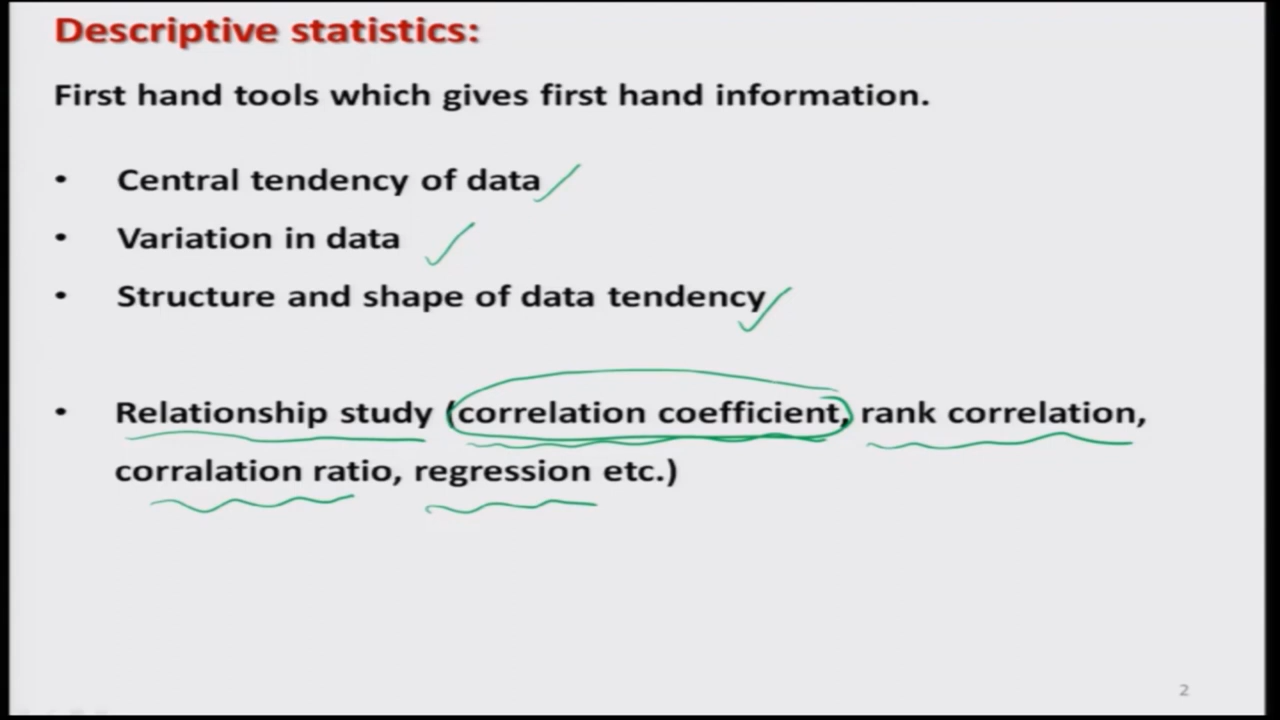 Descriptive statistics:
First hand tools which gives first hand information.
• Central tendency of data
• Variation in data
• Structure and shape of data tendency
• Relationship study (correlation coefficient, rank correlation,
corralation ratio, regression etc.)
2